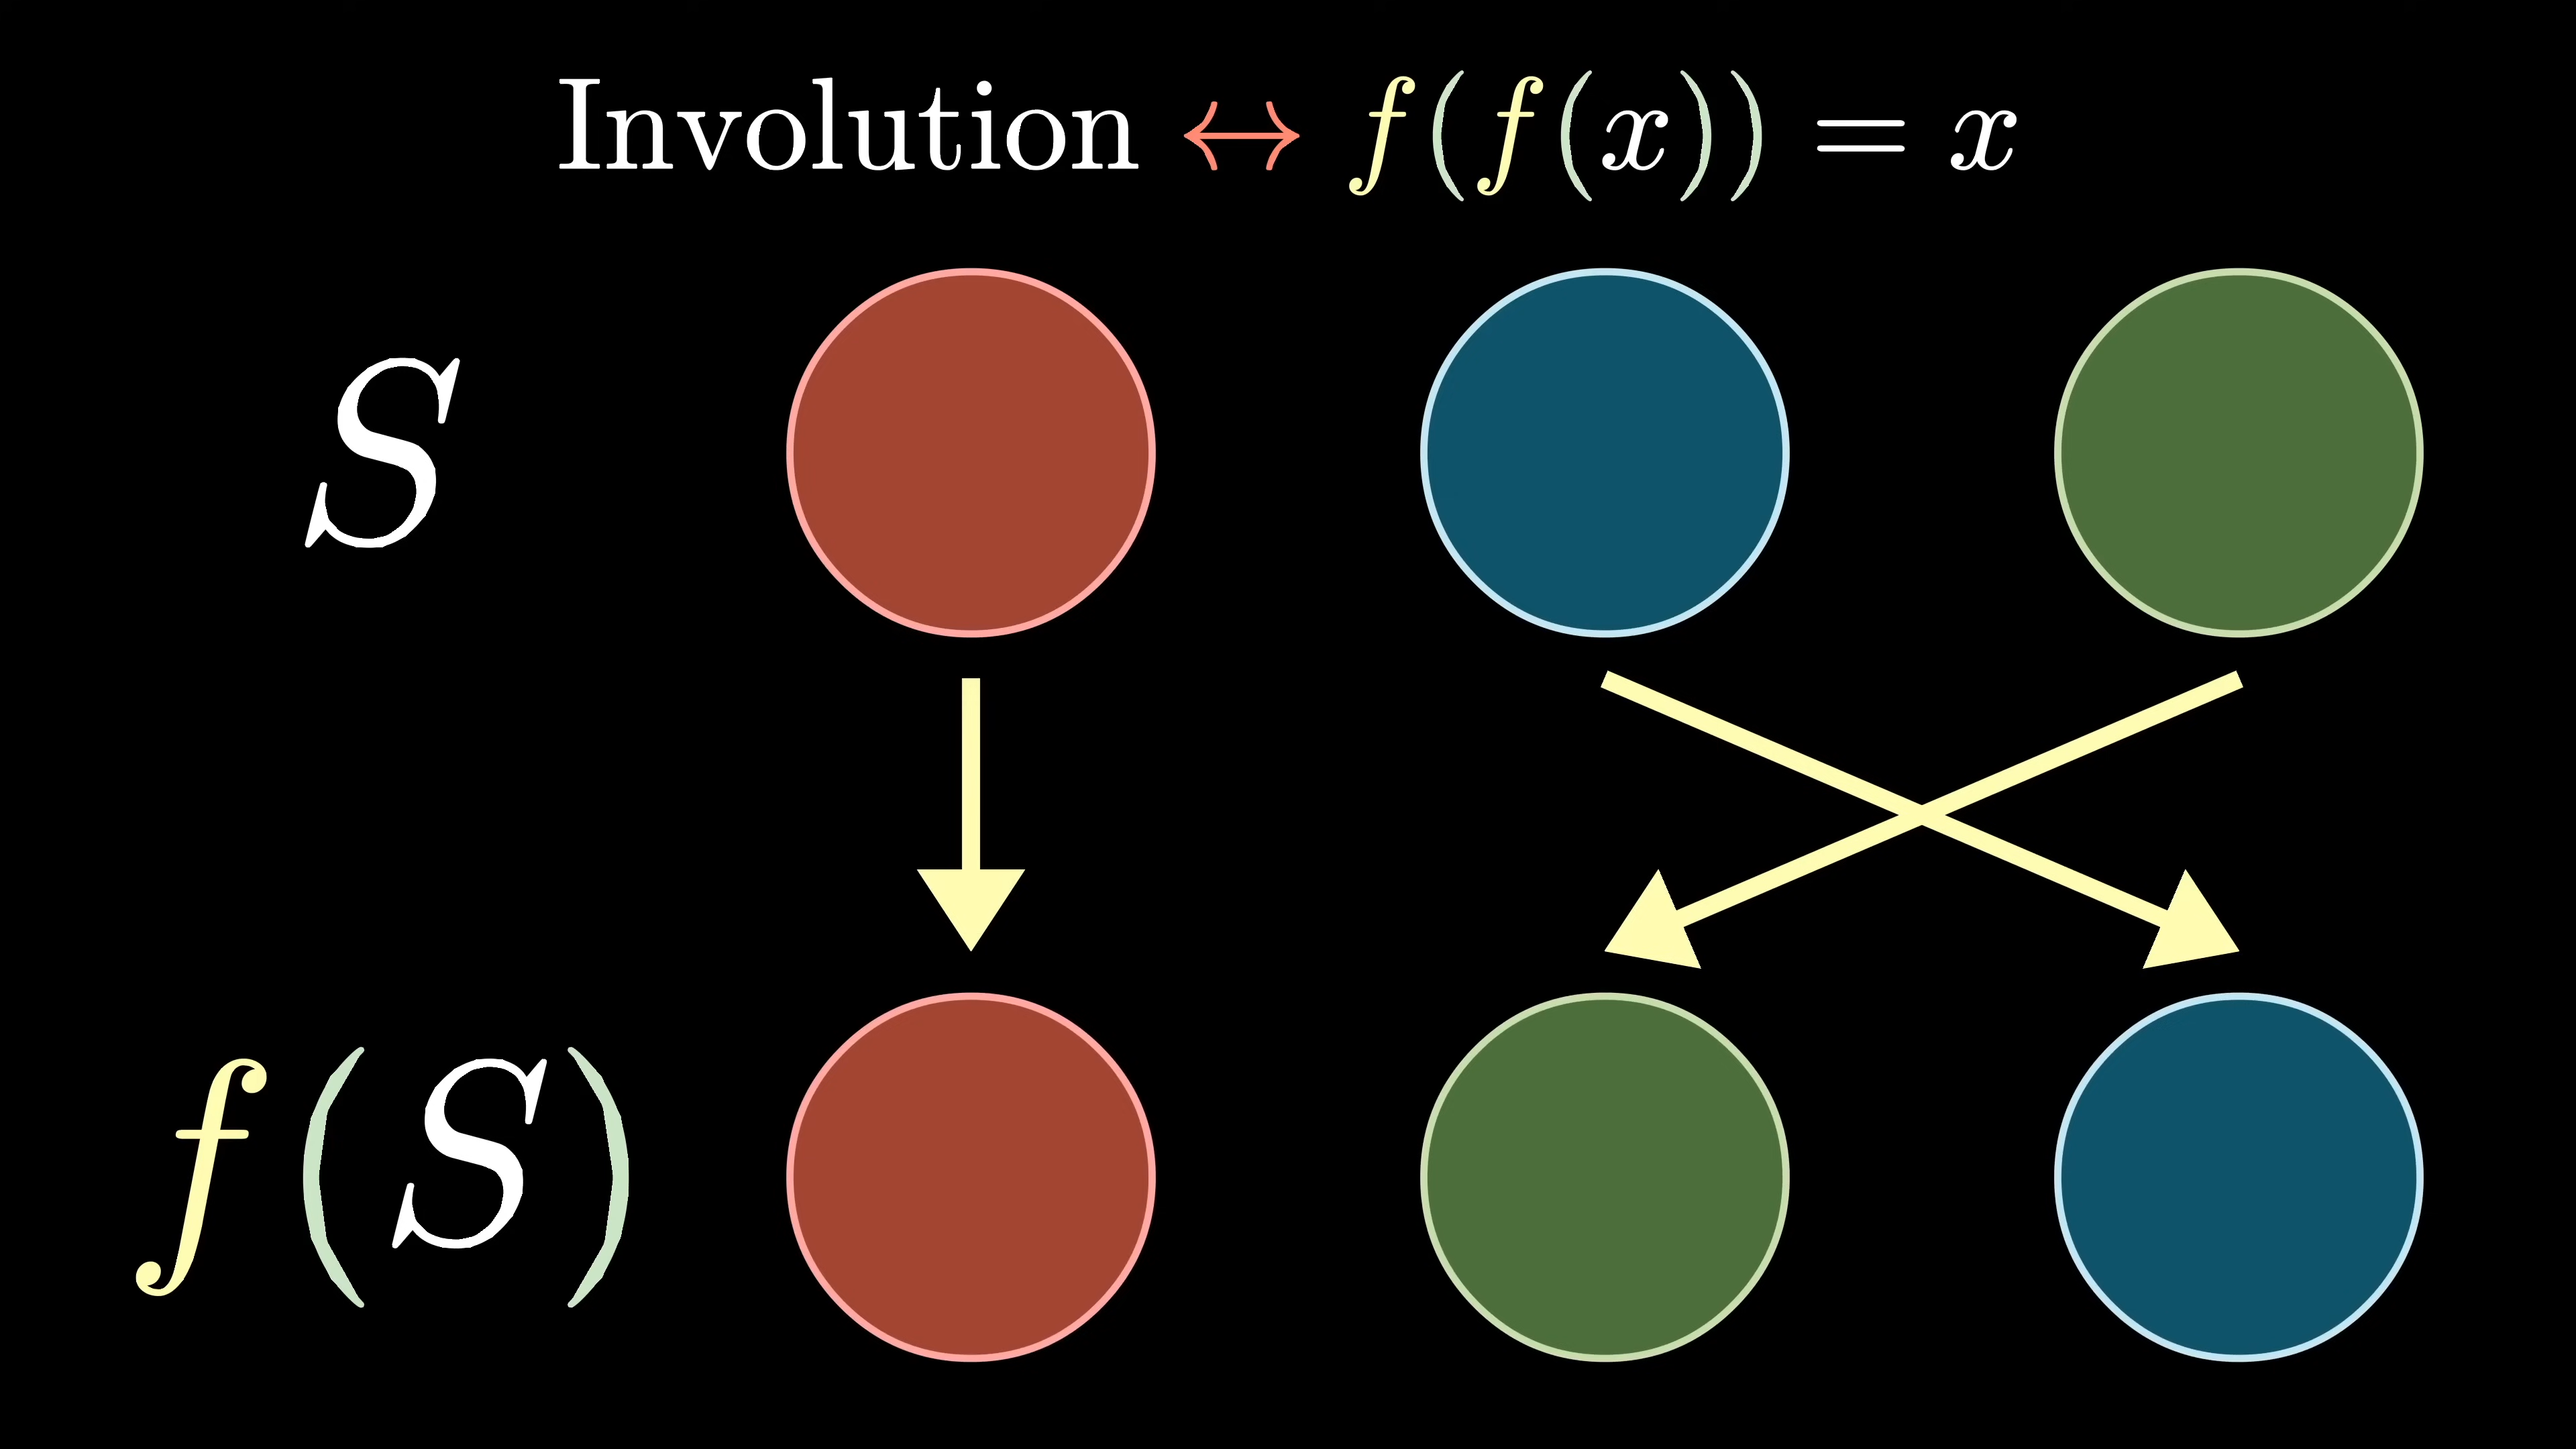 Involution ↔ f(f(x)) = x
S
f(S)